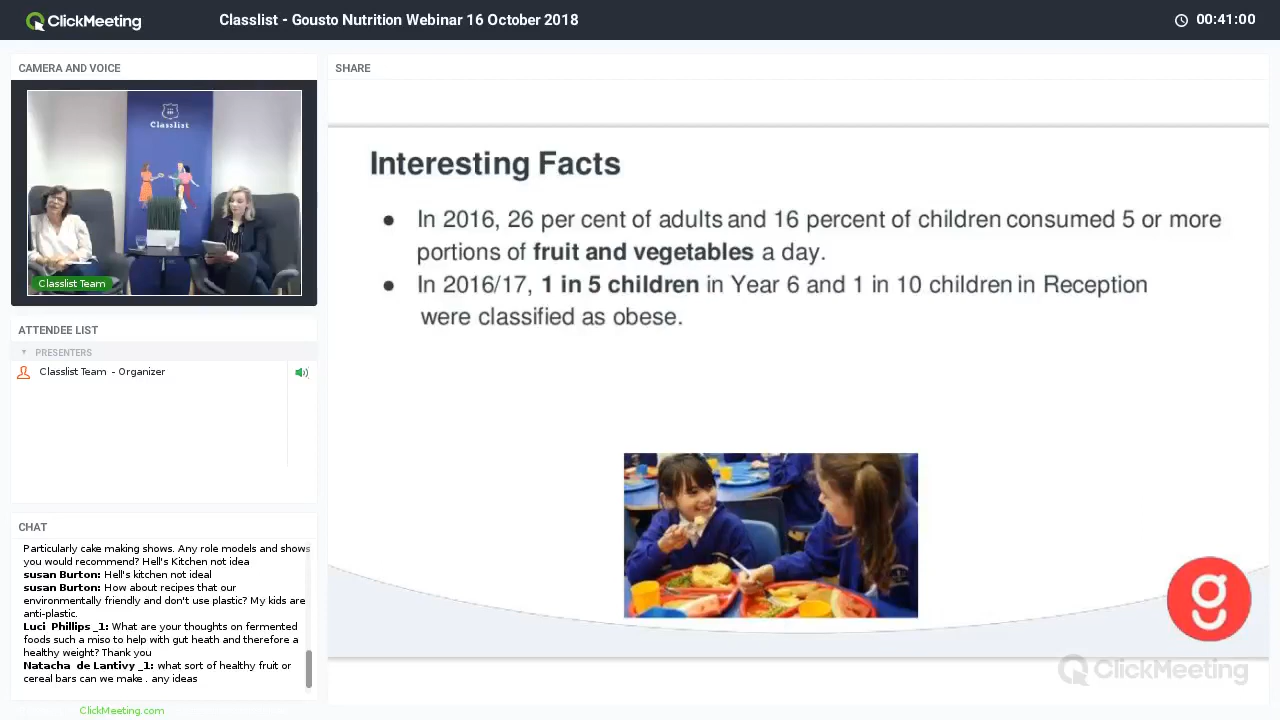 ClickMeeting
Classlist - Gousto Nutrition Webinar 16 October 2018
00:41:00
CAMERA AND VOICE
Classlist
Classlist Team
ATTENDEE LIST
PRESENTERS
Classlist Team - Organizer
CHAT
Particularly cake making shows. Any role models and shows
you would recommend? Hell's Kitchen not idea
susan Burton: Hell's kitchen not ideal
susan Burton: How about recipes that our
environmentally friendly and don't use plastic? My kids are
anti-plastic.
Luci Phillips _1: What are your thoughts on fermented
foods such a miso to help with gut heath and therefore a
healthy weight? Thank you
Natacha de Lantivy _1: what sort of healthy fruit or
cereal bars can we make . any ideas
ClickMeeting.com
SHARE
Interesting Facts
● In 2016, 26 per cent of adults and 16 percent of children consumed 5 or more
portions of fruit and vegetables a day.
● In 2016/17, 1 in 5 children in Year 6 and 1 in 10 children in Reception
were classified as obese.
g
ClickMeeting